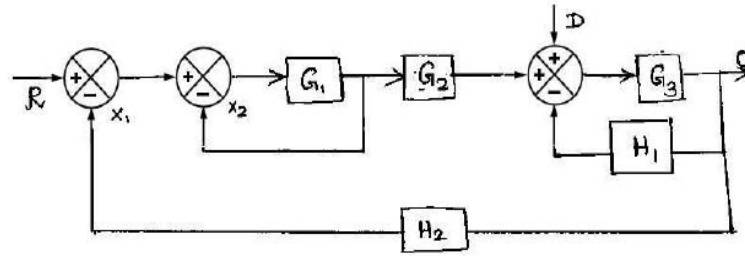 D
+ - + - G₁ G₂ + + - G₃ C
R X₁ X₂
H₁
H₂